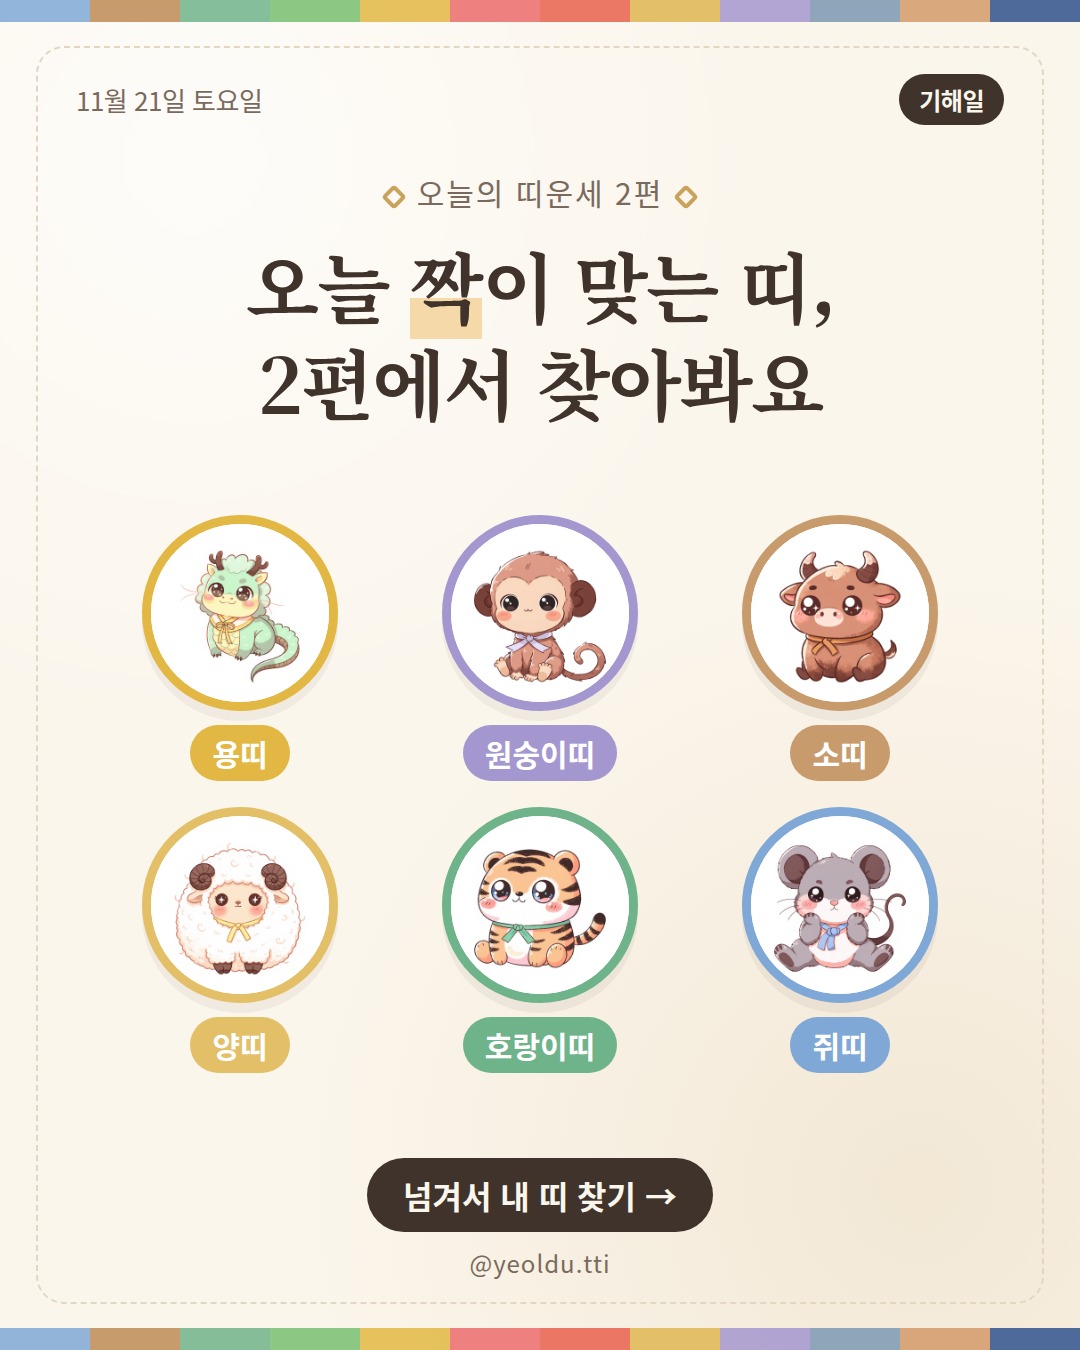 11월 21일 토요일
기해일
오늘의 띠운세 2편
오늘 짝이 맞는 띠,
2편에서 찾아봐요
용띠
원숭이띠
소띠
양띠
호랑이띠
쥐띠
넘겨서 내 띠 찾기 →
@yeoldu.tti